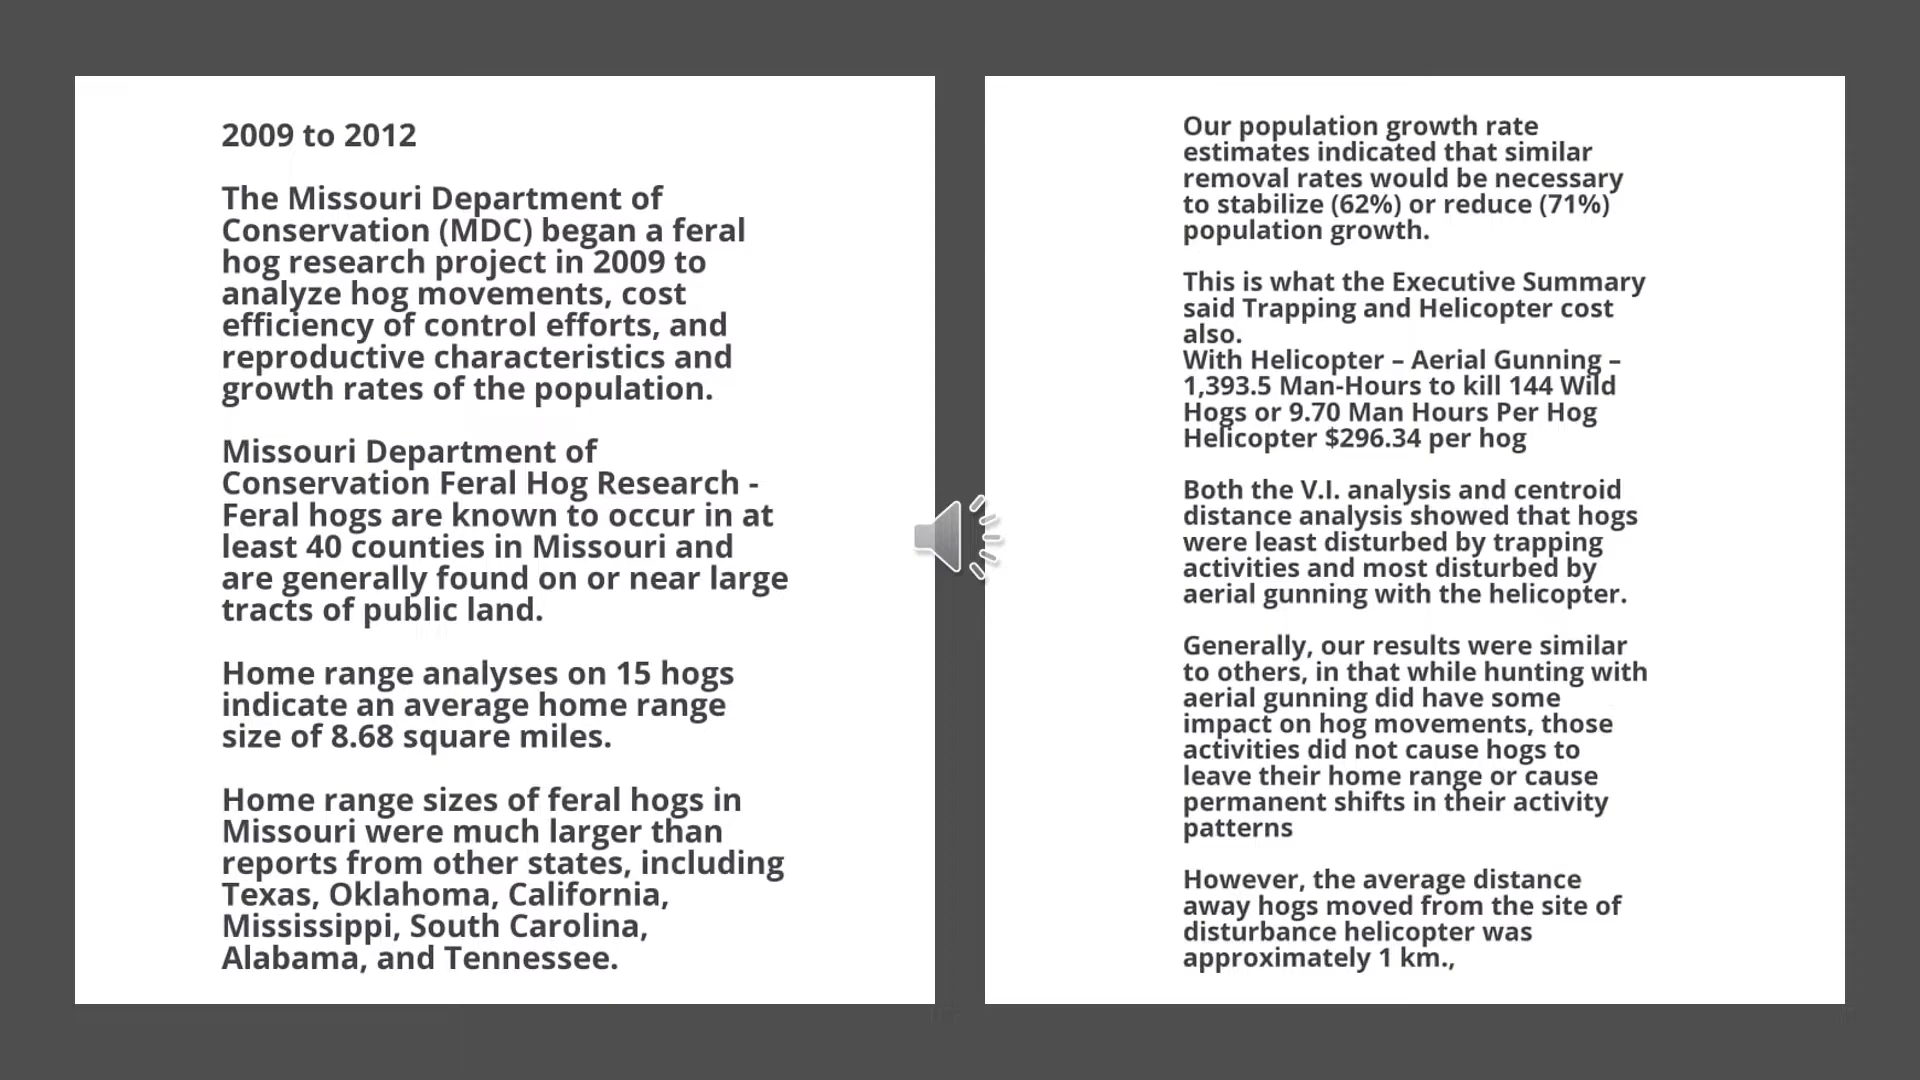 2009 to 2012
The Missouri Department of
Conservation (MDC) began a feral
hog research project in 2009 to
analyze hog movements, cost
efficiency of control efforts, and
reproductive characteristics and
growth rates of the population.
Missouri Department of
Conservation Feral Hog Research -
Feral hogs are known to occur in at
least 40 counties in Missouri and
are generally found on or near large
tracts of public land.
Home range analyses on 15 hogs
indicate an average home range
size of 8.68 square miles.
Home range sizes of feral hogs in
Missouri were much larger than
reports from other states, including
Texas, Oklahoma, California,
Mississippi, South Carolina,
Alabama, and Tennessee.
Our population growth rate
estimates indicated that similar
removal rates would be necessary
to stabilize (62%) or reduce (71%)
population growth.
This is what the Executive Summary
said Trapping and Helicopter cost
also.
With Helicopter – Aerial Gunning –
1,393.5 Man-Hours to kill 144 Wild
Hogs or 9.70 Man Hours Per Hog
Helicopter $296.34 per hog
Both the V.I. analysis and centroid
distance analysis showed that hogs
were least disturbed by trapping
activities and most disturbed by
aerial gunning with the helicopter.
Generally, our results were similar
to others, in that while hunting with
aerial gunning did have some
impact on hog movements, those
activities did not cause hogs to
leave their home range or cause
permanent shifts in their activity
patterns
However, the average distance
away hogs moved from the site of
disturbance helicopter was
approximately 1 km.,